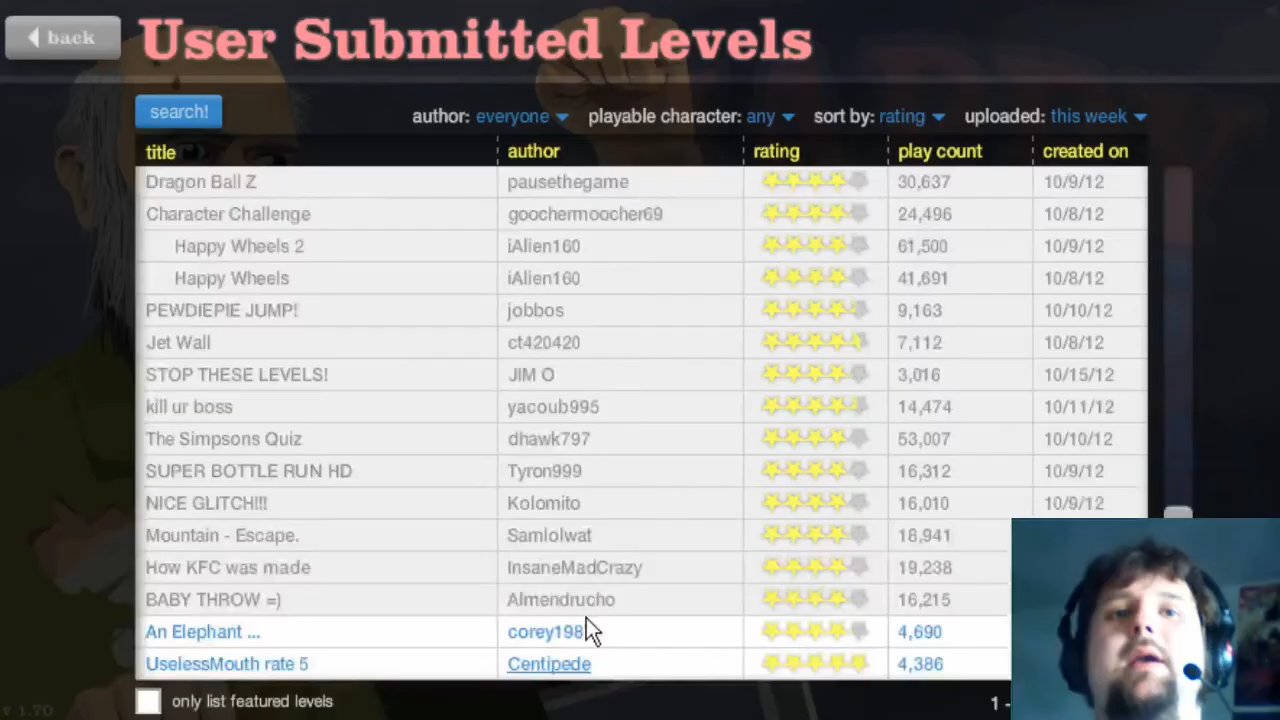 back
User Submitted Levels
search!
author: everyone playable character: any sort by: rating uploaded: this week
title author rating play count created on
Dragon Ball Z pausethegame 30,637 10/9/12
Character Challenge goochermoocher69 24,496 10/8/12
Happy Wheels 2 iAlien160 61,500 10/9/12
Happy Wheels iAlien160 41,691 10/8/12
PEWDIEPIE JUMP! jobbos 9,163 10/10/12
Jet Wall ct420420 7,112 10/8/12
STOP THESE LEVELS! JIM O 3,016 10/15/12
kill ur boss yacoub995 14,474 10/11/12
The Simpsons Quiz dhawk797 53,007 10/10/12
SUPER BOTTLE RUN HD Tyron999 16,312 10/9/12
NICE GLITCH!!! Kolomito 16,010 10/9/12
Mountain - Escape. Samlolwat 18,941
How KFC was made InsaneMadCrazy 19,238
BABY THROW =) Almendrucho 16,215
An Elephant ... corey198 4,690
UselessMouth rate 5 Centipede 4,386
only list featured levels 1 -
v 1.70